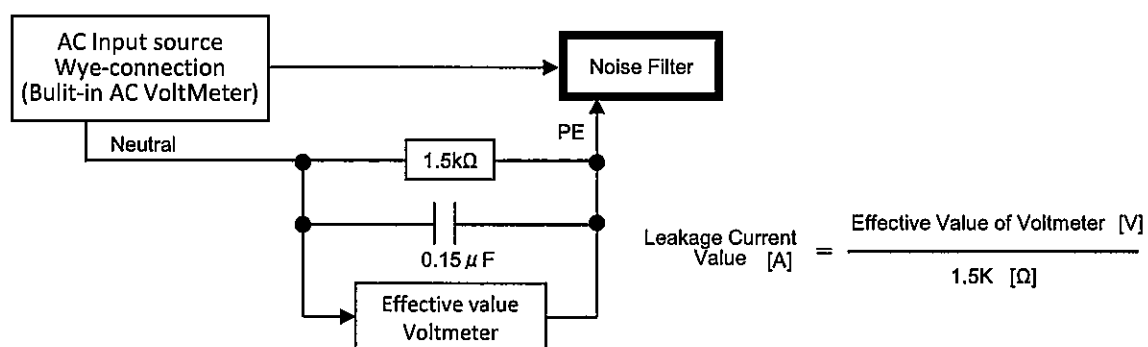 AC Input source
Wye-connection
(Bulit-in AC VoltMeter)
Noise Filter
PE
Neutral
1.5kΩ
0.15μF
Effective value
Voltmeter
Leakage Current
Value [A]
=
Effective Value of Voltmeter [V]
1.5K [Ω]